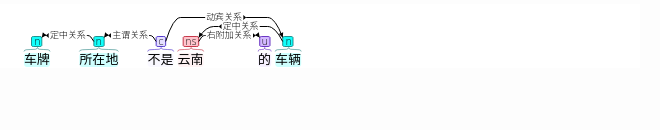 动宾关系
定中关系
定中关系 主谓关系 右附加关系
n n c ns u n
车牌 所在地 不是 云南 的 车辆